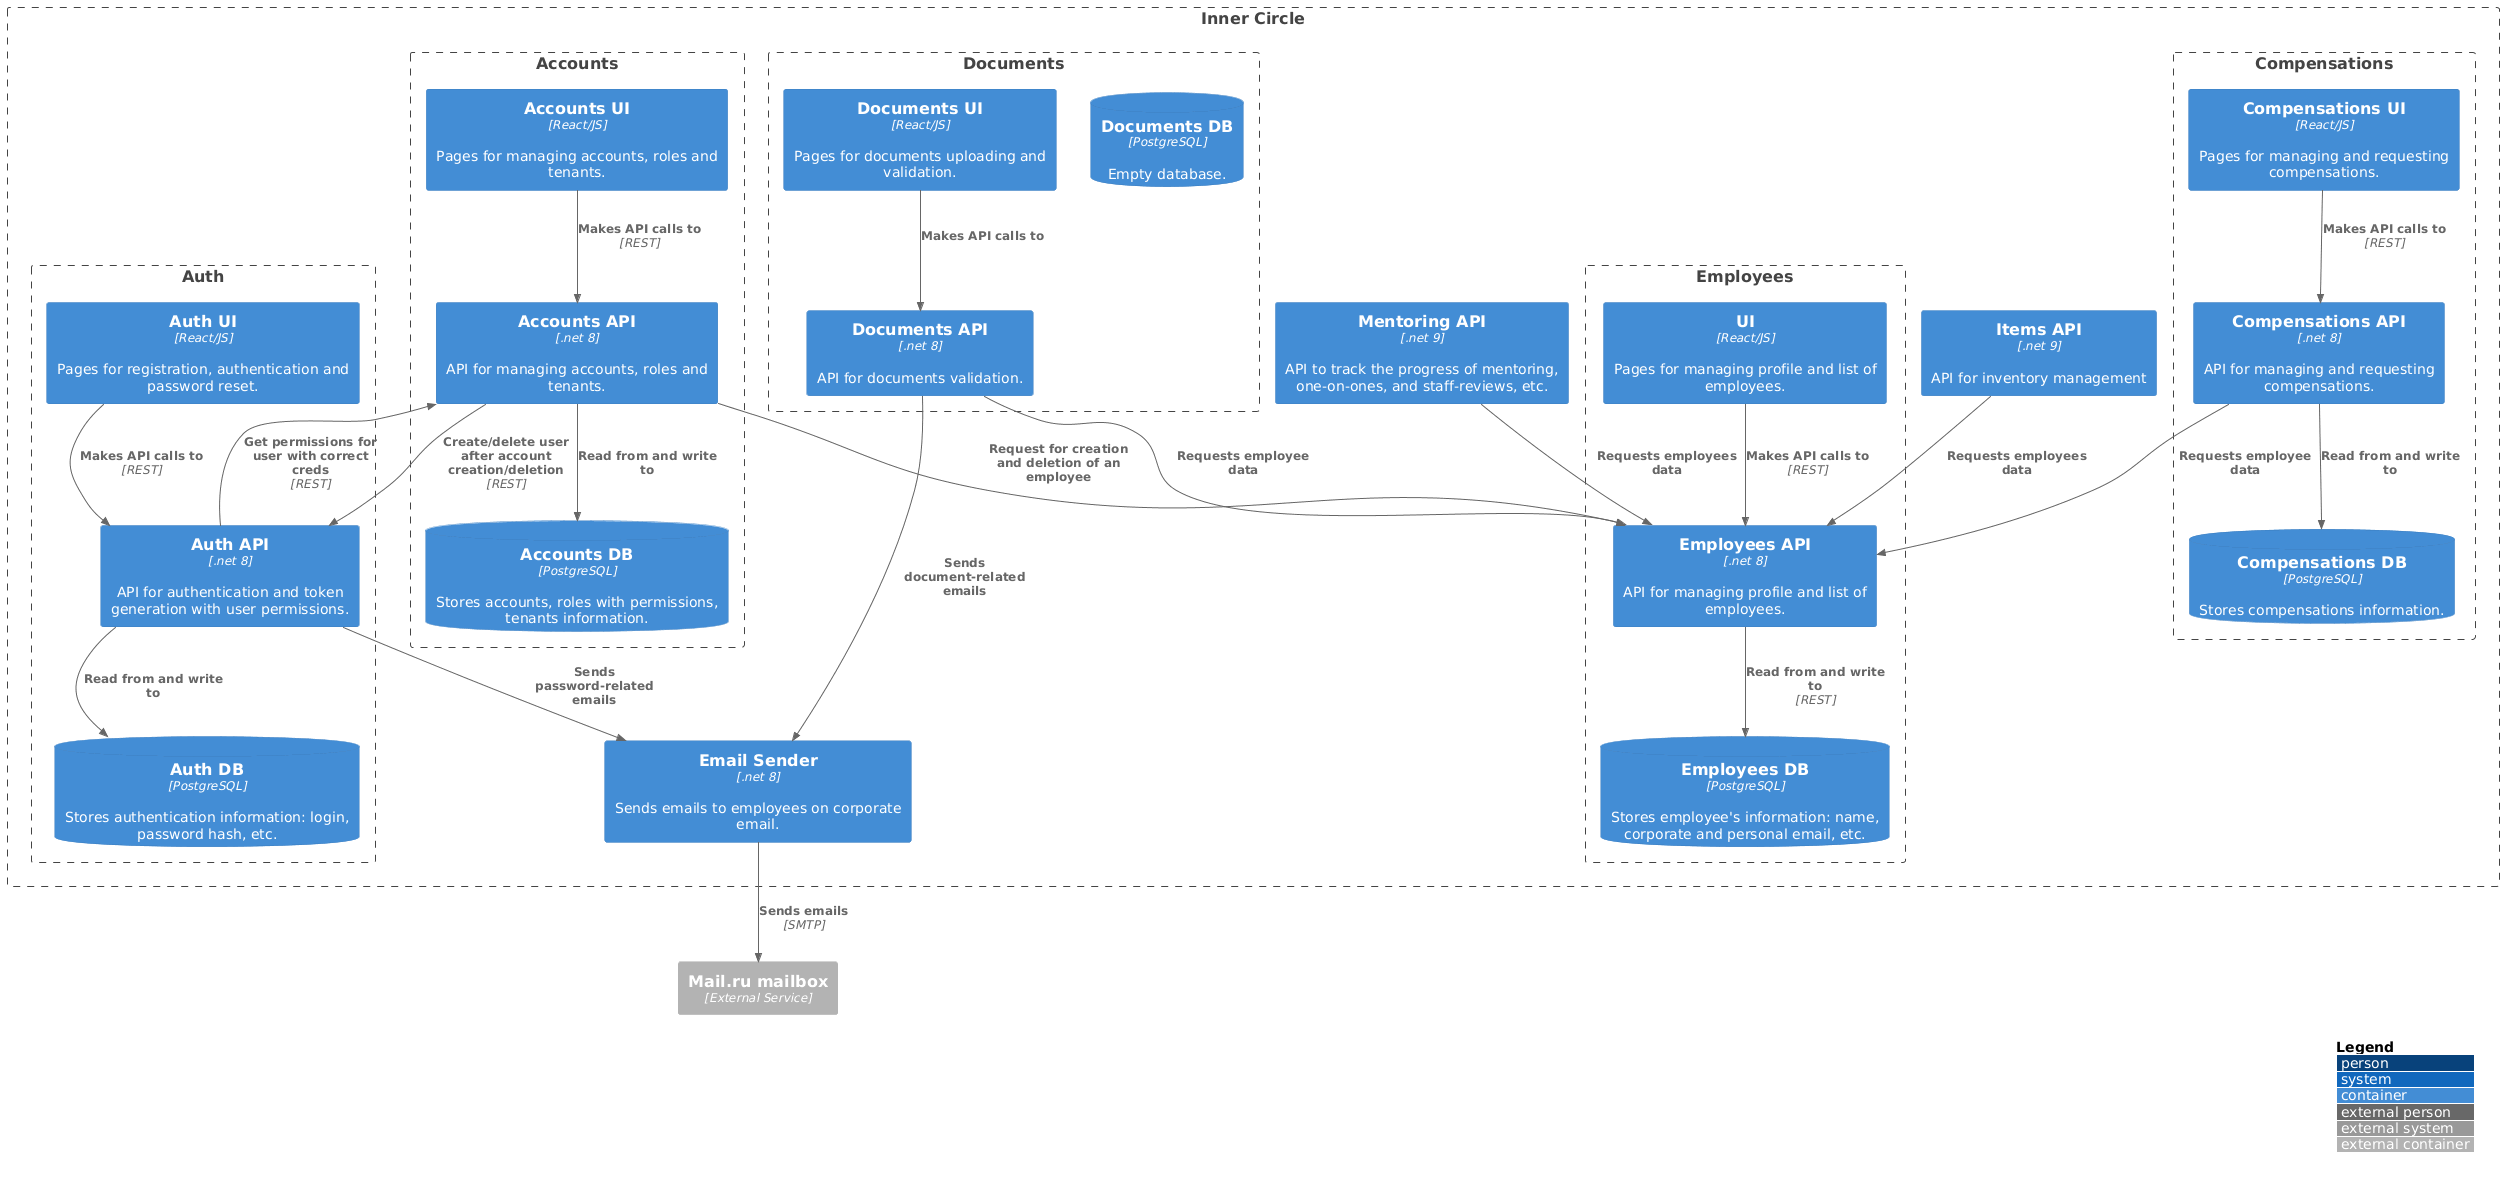 Inner Circle
Accounts
Accounts UI
[React/JS]
Pages for managing accounts, roles and
tenants.
Makes API calls to
[REST]
Accounts API
[.net 8]
API for managing accounts, roles and
tenants.
Create/delete user
after account
creation/deletion
[REST]
Read from and write
to
Accounts DB
[PostgreSQL]
Stores accounts, roles with permissions,
tenants information.
Documents
Documents UI
[React/JS]
Pages for documents uploading and
validation.
Documents DB
[PostgreSQL]
Empty database.
Makes API calls to
Documents API
[.net 8]
API for documents validation.
Request for creation
and deletion of an
employee
Requests employee
data
Sends
document-related
emails
Auth
Auth UI
[React/JS]
Pages for registration, authentication and
password reset.
Makes API calls to
[REST]
Get permissions for
user with correct
creds
[REST]
Auth API
[.net 8]
API for authentication and token
generation with user permissions.
Read from and write
to
Sends
password-related
emails
Auth DB
[PostgreSQL]
Stores authentication information: login,
password hash, etc.
Email Sender
[.net 8]
Sends emails to employees on corporate
email.
Sends emails
[SMTP]
Mail.ru mailbox
[External Service]
Mentoring API
[.net 9]
API to track the progress of mentoring,
one-on-ones, and staff-reviews, etc.
Requests employees
data
Employees
UI
[React/JS]
Pages for managing profile and list of
employees.
Makes API calls to
[REST]
Employees API
[.net 8]
API for managing profile and list of
employees.
Read from and write
to
[REST]
Employees DB
[PostgreSQL]
Stores employee's information: name,
corporate and personal email, etc.
Items API
[.net 9]
API for inventory management
Requests employees
data
Compensations
Compensations UI
[React/JS]
Pages for managing and requesting
compensations.
Makes API calls to
[REST]
Compensations API
[.net 8]
API for managing and requesting
compensations.
Requests employee
data
Read from and write
to
Compensations DB
[PostgreSQL]
Stores compensations information.
Legend
person
system
container
external person
external system
external container